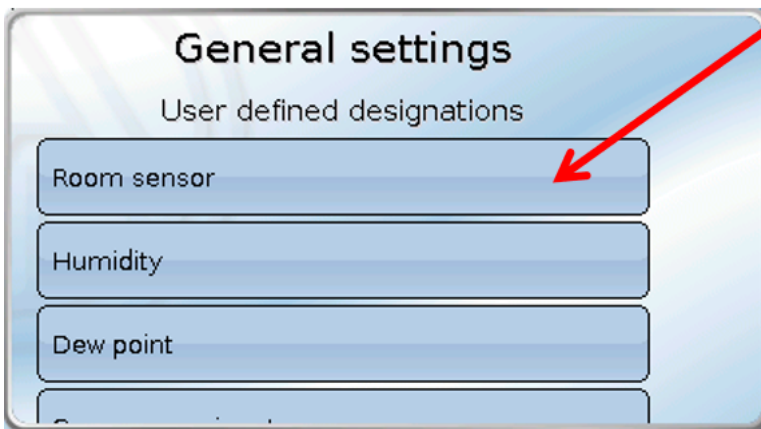 General settings
User defined designations
Room sensor
Humidity
Dew point